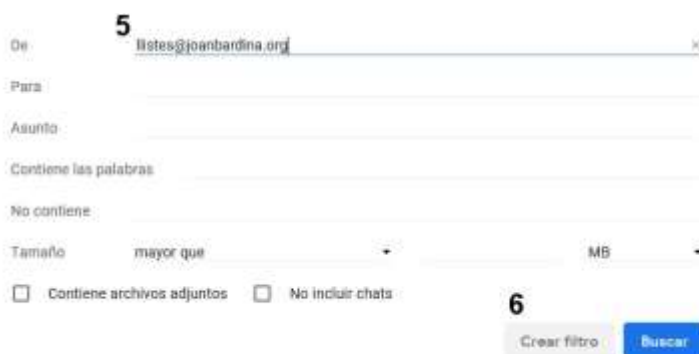 5
De llistes@joanbardina.org ×
Para
Asunto
Contiene las palabras
No contiene
Tamaño mayor que MB
Contiene archivos adjuntos No incluir chats
6
Crear filtro Buscar